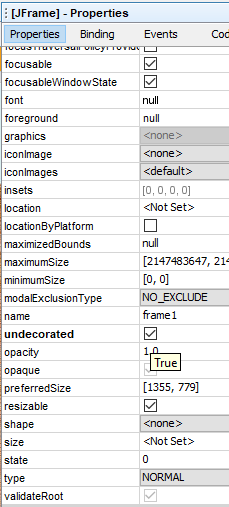 [JFrame] - Properties
Properties Binding Events Cod
focusTraversalPolicyProvid
focusable
focusableWindowState
font null
foreground null
graphics <none>
iconImage <none>
iconImages <default>
insets [0, 0, 0, 0]
location <Not Set>
locationByPlatform
maximizedBounds null
maximumSize [2147483647, 214
minimumSize [0, 0]
modalExclusionType NO_EXCLUDE
name frame1
undecorated
opacity 1.0
opaque True
preferredSize [1355, 779]
resizable
shape <none>
size <Not Set>
state 0
type NORMAL
validateRoot